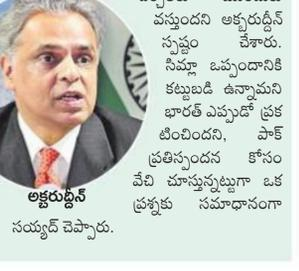 వస్తుందని అక్బరుద్దీన్
స్పష్టం చేశారు.
సిమ్లా ఒప్పందానికి
కట్టుబడి ఉన్నామని
భారత్ ఎప్పుడో ప్రక
టించిందని, పాక్
ప్రతిస్పందన కోసం
వేచి చూస్తున్నట్టుగా ఒక
ప్రశ్నకు సమాధానంగా
అక్బరుద్దీన్
సయ్యద్ చెప్పారు.